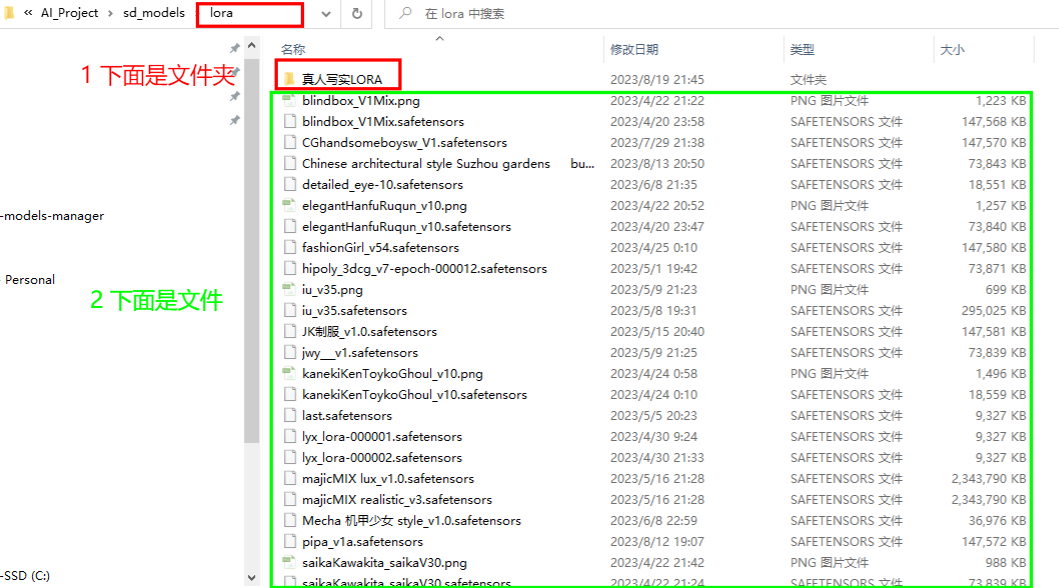 « AI_Project › sd_models lora 在 lora 中搜索
名称 修改日期 类型 大小
1 下面是文件夹
真人写实LORA 2023/8/19 21:45 文件夹
blindbox_V1Mix.png 2023/4/22 21:22 PNG 图片文件 1,223 KB
blindbox_V1Mix.safetensors 2023/4/20 23:58 SAFETENSORS 文件 147,568 KB
CGhandsomeboysw_V1.safetensors 2023/7/29 21:38 SAFETENSORS 文件 147,570 KB
Chinese architectural style Suzhou gardens bu... 2023/8/13 20:50 SAFETENSORS 文件 73,843 KB
detailed_eye-10.safetensors 2023/6/8 21:35 SAFETENSORS 文件 18,551 KB
elegantHanfuRuqun_v10.png 2023/4/22 20:52 PNG 图片文件 1,257 KB
-models-manager
elegantHanfuRuqun_v10.safetensors 2023/4/20 23:47 SAFETENSORS 文件 73,840 KB
fashionGirl_v54.safetensors 2023/4/25 0:10 SAFETENSORS 文件 147,580 KB
hipoly_3dcg_v7-epoch-000012.safetensors 2023/5/1 19:42 SAFETENSORS 文件 73,871 KB
Personal
iu_v35.png 2023/5/9 21:23 PNG 图片文件 699 KB
2 下面是文件
iu_v35.safetensors 2023/5/8 19:31 SAFETENSORS 文件 295,025 KB
JK制服_v1.0.safetensors 2023/5/15 20:40 SAFETENSORS 文件 147,581 KB
jwy__v1.safetensors 2023/5/9 21:25 SAFETENSORS 文件 73,839 KB
kanekiKenToykoGhoul_v10.png 2023/4/24 0:58 PNG 图片文件 1,496 KB
kanekiKenToykoGhoul_v10.safetensors 2023/4/24 0:10 SAFETENSORS 文件 18,559 KB
last.safetensors 2023/5/5 20:23 SAFETENSORS 文件 9,327 KB
lyx_lora-000001.safetensors 2023/4/30 9:24 SAFETENSORS 文件 9,327 KB
lyx_lora-000002.safetensors 2023/4/30 21:33 SAFETENSORS 文件 9,327 KB
majicMIX lux_v1.0.safetensors 2023/5/16 21:28 SAFETENSORS 文件 2,343,790 KB
majicMIX realistic_v3.safetensors 2023/5/16 21:28 SAFETENSORS 文件 2,343,790 KB
Mecha 机甲少女 style_v1.0.safetensors 2023/6/8 22:59 SAFETENSORS 文件 36,976 KB
pipa_v1a.safetensors 2023/8/12 19:07 SAFETENSORS 文件 147,572 KB
saikaKawakita_saikaV30.png 2023/4/22 21:42 PNG 图片文件 988 KB
-SSD (C:)
saikaKawakita_saikaV30.safetensors 2023/4/22 21:24 SAFETENSORS 文件 73,839 KB